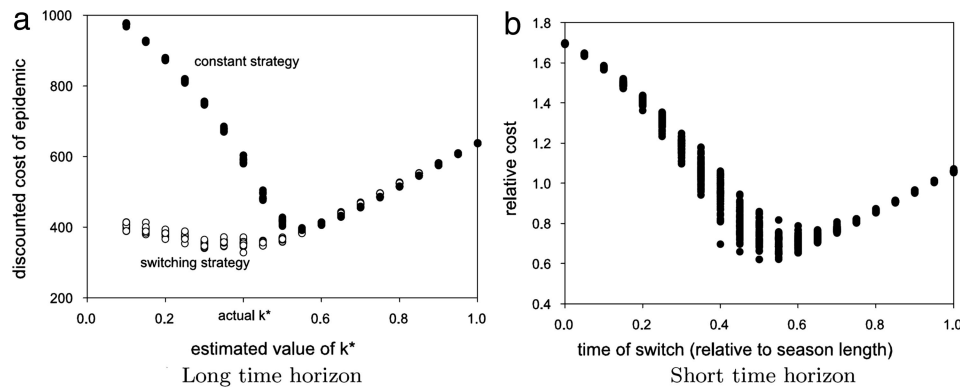 a
1000
800
600
400
200
discounted cost of epidemic
constant strategy
switching strategy
actual k*
0.0 0.2 0.6 0.8 1.0
estimated value of k*
Long time horizon
b
1.8
1.6
1.4
1.2
1.0
0.8
0.6
0.4
relative cost
0.0 0.2 0.4 0.6 0.8 1.0
time of switch (relative to season length)
Short time horizon